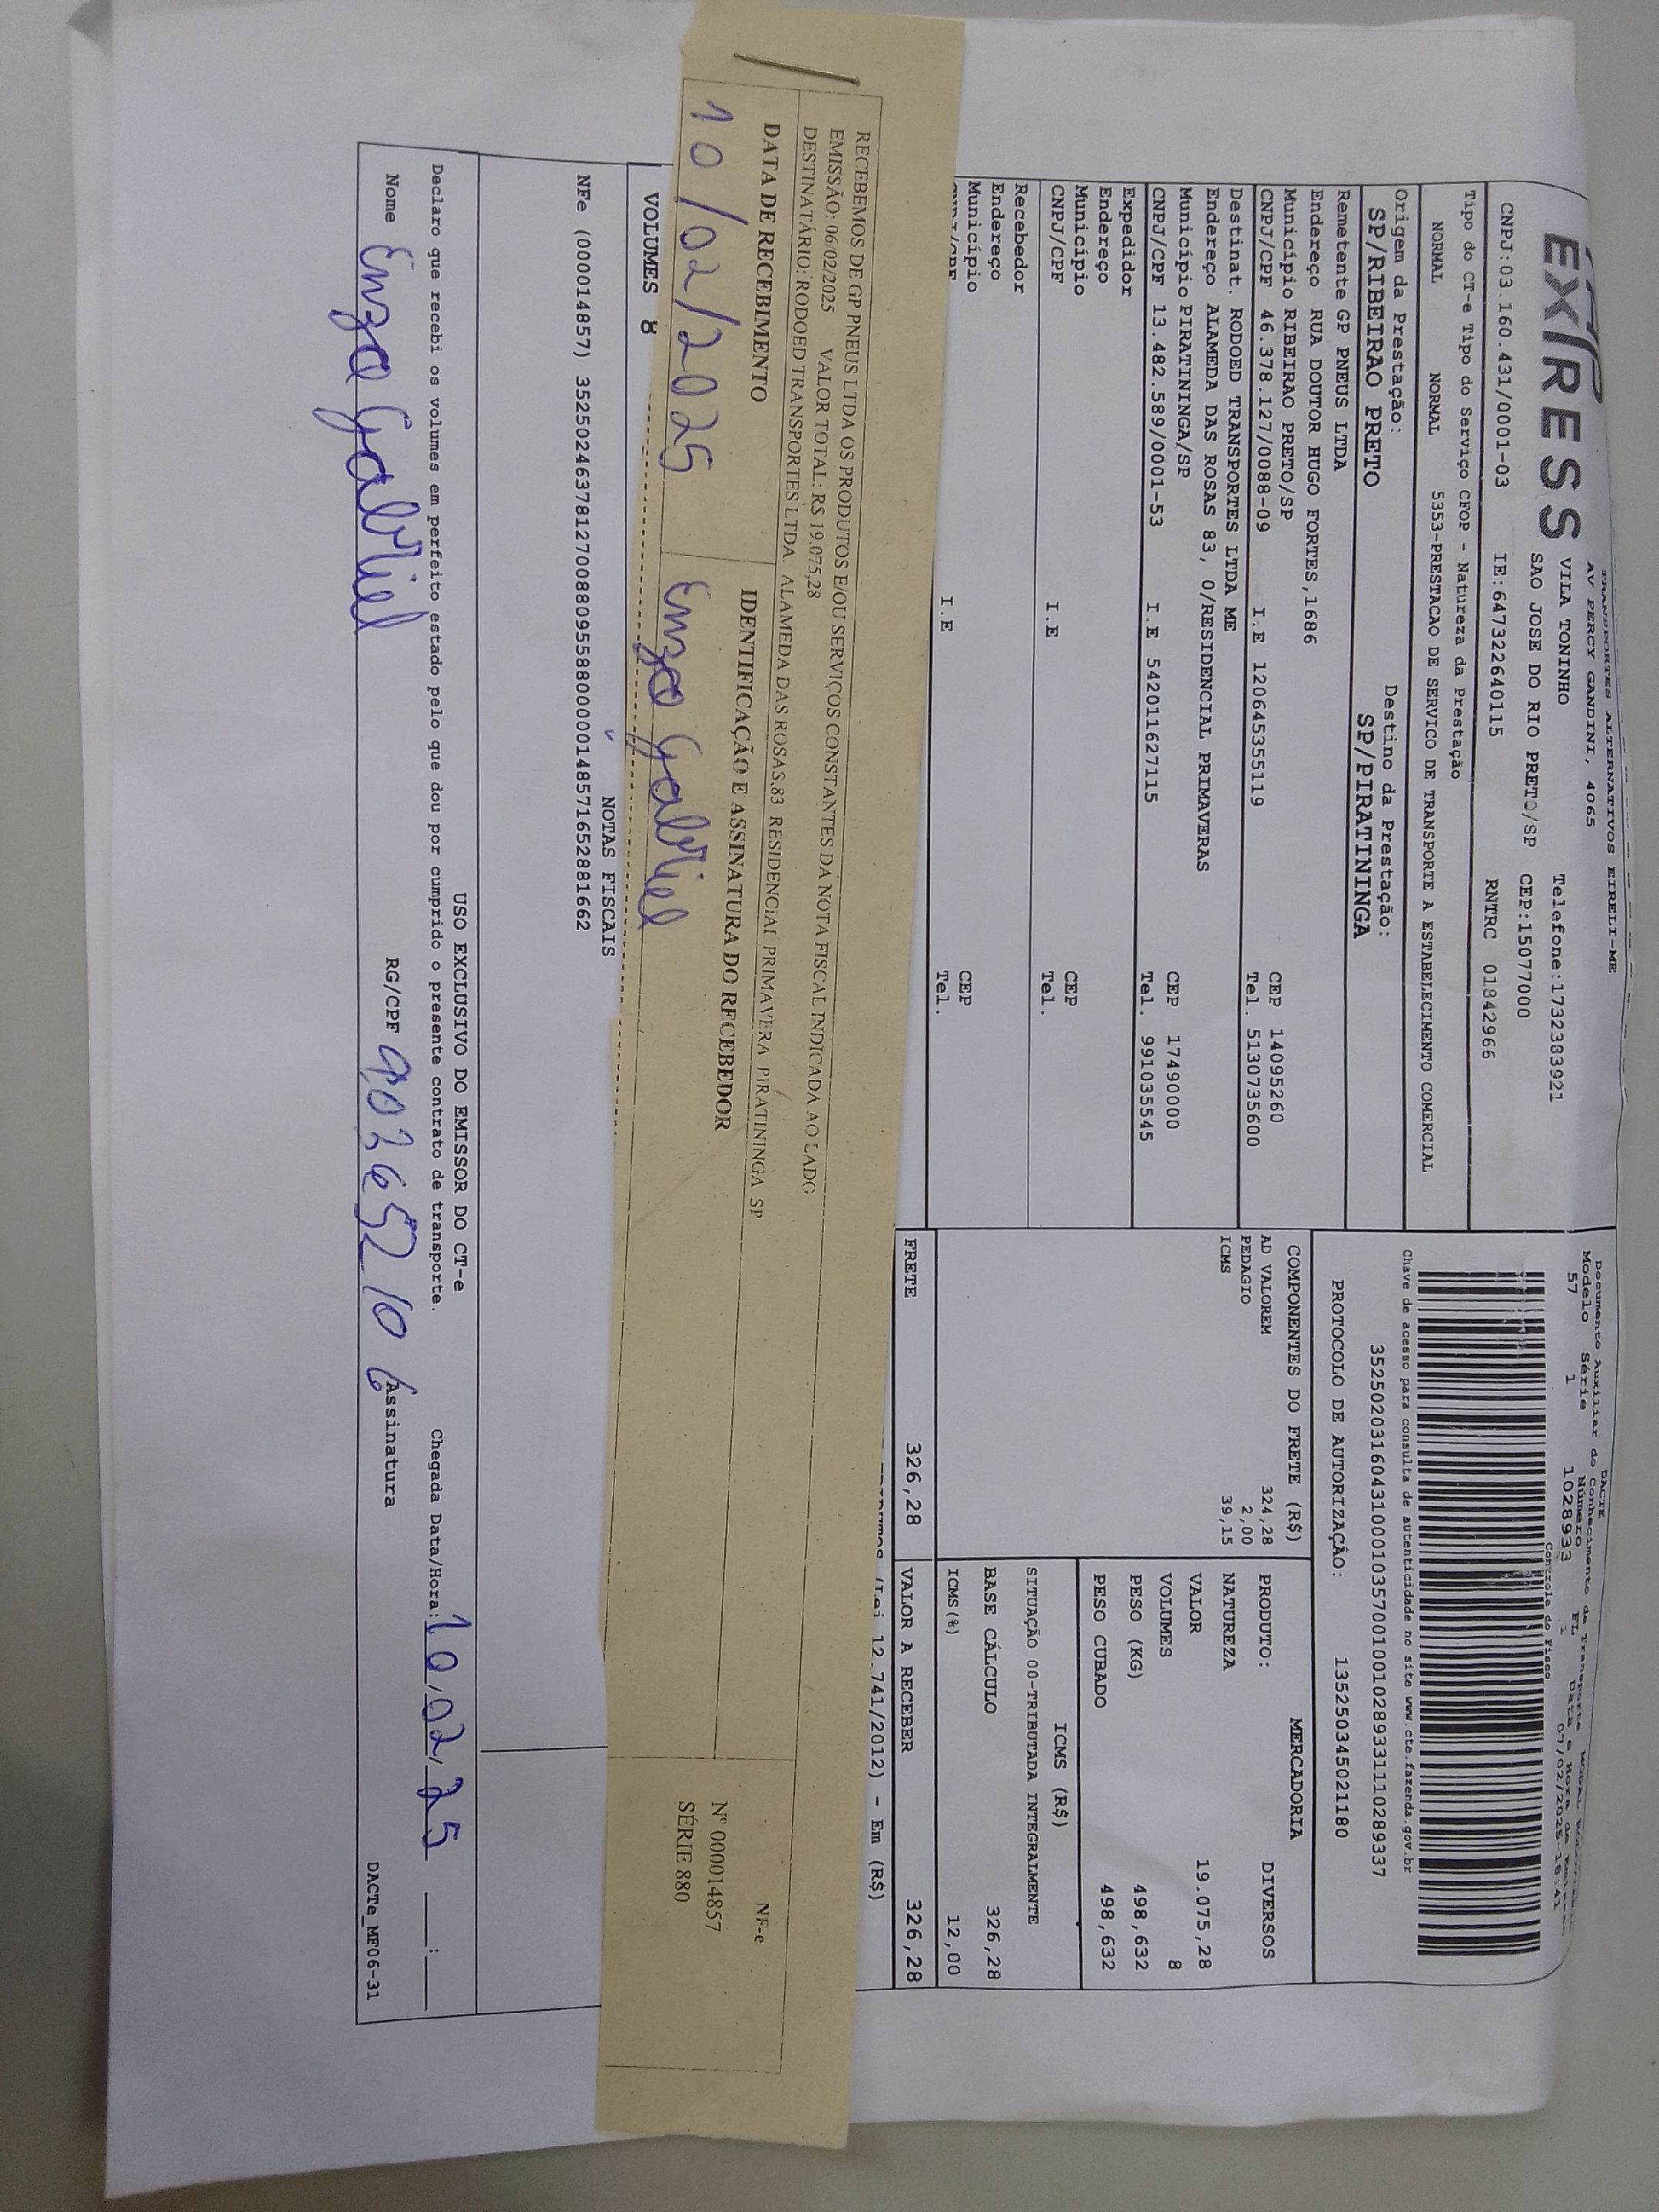 EXPRESS
TRANSPORTES ALTERNATIVOS EIRELI-ME
AV PERCY GANDINI, 4065
VILA TONINHO Telefone:1732383921
SAO JOSE DO RIO PRETO/SP CEP:15077000
CNPJ:03.160.431/0001-03 IE:647322640115 RNTRC 01842966
Tipo do CT-e Tipo do Serviço CFOP - Natureza da Prestação
NORMAL NORMAL 5353-PRESTACAO DE SERVICO DE TRANSPORTE A ESTABELECIMENTO COMERCIAL
Origem da Prestação: Destino da Prestação:
SP/RIBEIRAO PRETO SP/PIRATININGA
Remetente GP PNEUS LTDA
Endereço RUA DOUTOR HUGO FORTES,1686
Município RIBEIRAO PRETO/SP CEP 14095260
CNPJ/CPF 46.378.127/0088-09 I.E 120645355119 Tel. 5130735600
Destinat. RODOED TRANSPORTES LTDA ME
Endereço ALAMEDA DAS ROSAS 83, 0/RESIDENCIAL PRIMAVERAS
Município PIRATININGA/SP CEP 17490000
CNPJ/CPF 13.482.589/0001-53 I.E 542011627115 Tel. 991035545
Expedidor
Endereço
Município CEP
CNPJ/CPF I.E Tel.
Recebedor
Endereço
Município CEP
CNPJ/CPF I.E Tel.
DACTE
Documento Auxiliar do Conhecimento de Transporte
Modelo Série Número FL Data e Hora de
57 1 1028933 07/02/2025
Controle do Fisco
Chave de acesso para consulta de autenticidade no site www.cte.fazenda.gov.br
35250203160431000103570010010289331110289337
PROTOCOLO DE AUTORIZAÇÃO: 135250345021180
COMPONENTES DO FRETE (R$)
AD VALOREM 324,28
PEDAGIO 2,00
ICMS 39,15
MERCADORIA
PRODUTO: DIVERSOS
NATUREZA
VALOR 19.075,28
VOLUMES 8
PESO (KG) 498,632
PESO CUBADO 498,632
ICMS (R$)
SITUAÇÃO 00-TRIBUTADA INTEGRALMENTE
BASE CÁLCULO 326,28
ICMS(%) 12,00
FRETE 326,28 VALOR A RECEBER 326,28
(Lei 12.741/2012) - Em (R$)
RECEBEMOS DE GP PNEUS LTDA OS PRODUTOS E/OU SERVIÇOS CONSTANTES DA NOTA FISCAL INDICADA AO LADO
EMISSÃO: 06/02/2025 VALOR TOTAL: R$ 19.075,28
DESTINATÁRIO: RODOED TRANSPORTES LTDA ALAMEDA DAS ROSAS,83 RESIDENCIAL PRIMAVERA PIRATININGA SP
DATA DE RECEBIMENTO IDENTIFICAÇÃO E ASSINATURA DO RECEBEDOR
10/02/2025 Enzo Gabriel
NF-e
Nº 000014857
SÉRIE 880
VOLUMES 8
NOTAS FISCAIS
NFe (000014857) 35250246378127008809558800000148571652881662
USO EXCLUSIVO DO EMISSOR DO CT-e
Declaro que recebi os volumes em perfeito estado pelo que dou por cumprido o presente contrato de transporte. Chegada Data/Hora: 10/02/25 :
Nome Enzo Gabriel RG/CPF Assinatura
DACTe_MF06-31